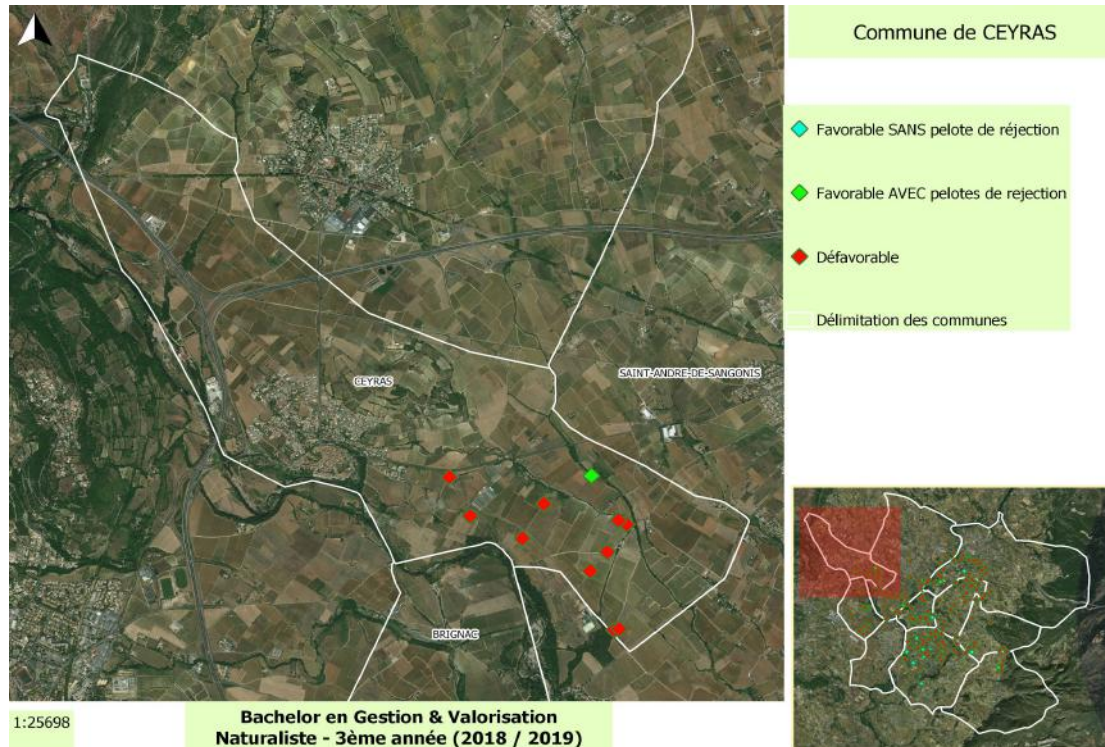 Commune de CEYRAS
Favorable SANS pelote de réjection
Favorable AVEC pelotes de rejection
Défavorable
Délimitation des communes
CEYRAS
SAINT-ANDRE-DE-SANGONIS
BRIGNAC
1:25698
Bachelor en Gestion & Valorisation
Naturaliste - 3ème année (2018 / 2019)